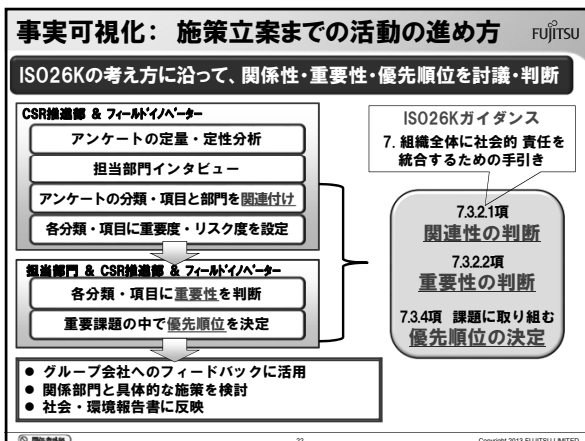 事実可視化： 施策立案までの活動の進め方
FUJITSU
ISO26Kの考え方に沿って、関係性・重要性・優先順位を討議・判断
CSR推進部 & フィールドイノベーター
アンケートの定量・定性分析
担当部門インタビュー
アンケートの分類・項目と部門を関連付け
各分類・項目に重要度・リスク度を設定
担当部門 & CSR推進部 & フィールドイノベーター
各分類・項目に重要性を判断
重要課題の中で優先順位を決定
● グループ会社へのフィードバックに活用
● 関係部門と具体的な施策を検討
● 社会・環境報告書に反映
ISO26Kガイダンス
7. 組織全体に社会的 責任を
統合するための手引き
7.3.2.1項
関連性の判断
7.3.2.2項
重要性の判断
7.3.4項 課題に取り組む
優先順位の決定
22
Copyright 2013 FUJITSU LIMITED